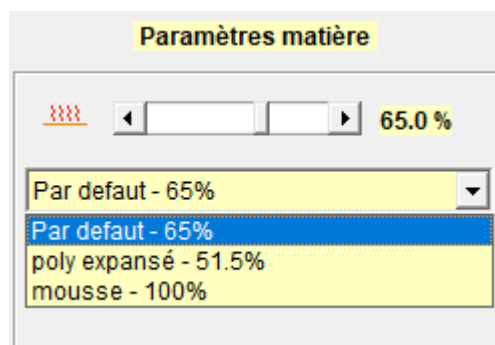 Paramètres matière
65.0 %
Par defaut - 65%
Par defaut - 65%
poly expansé - 51.5%
mousse - 100%